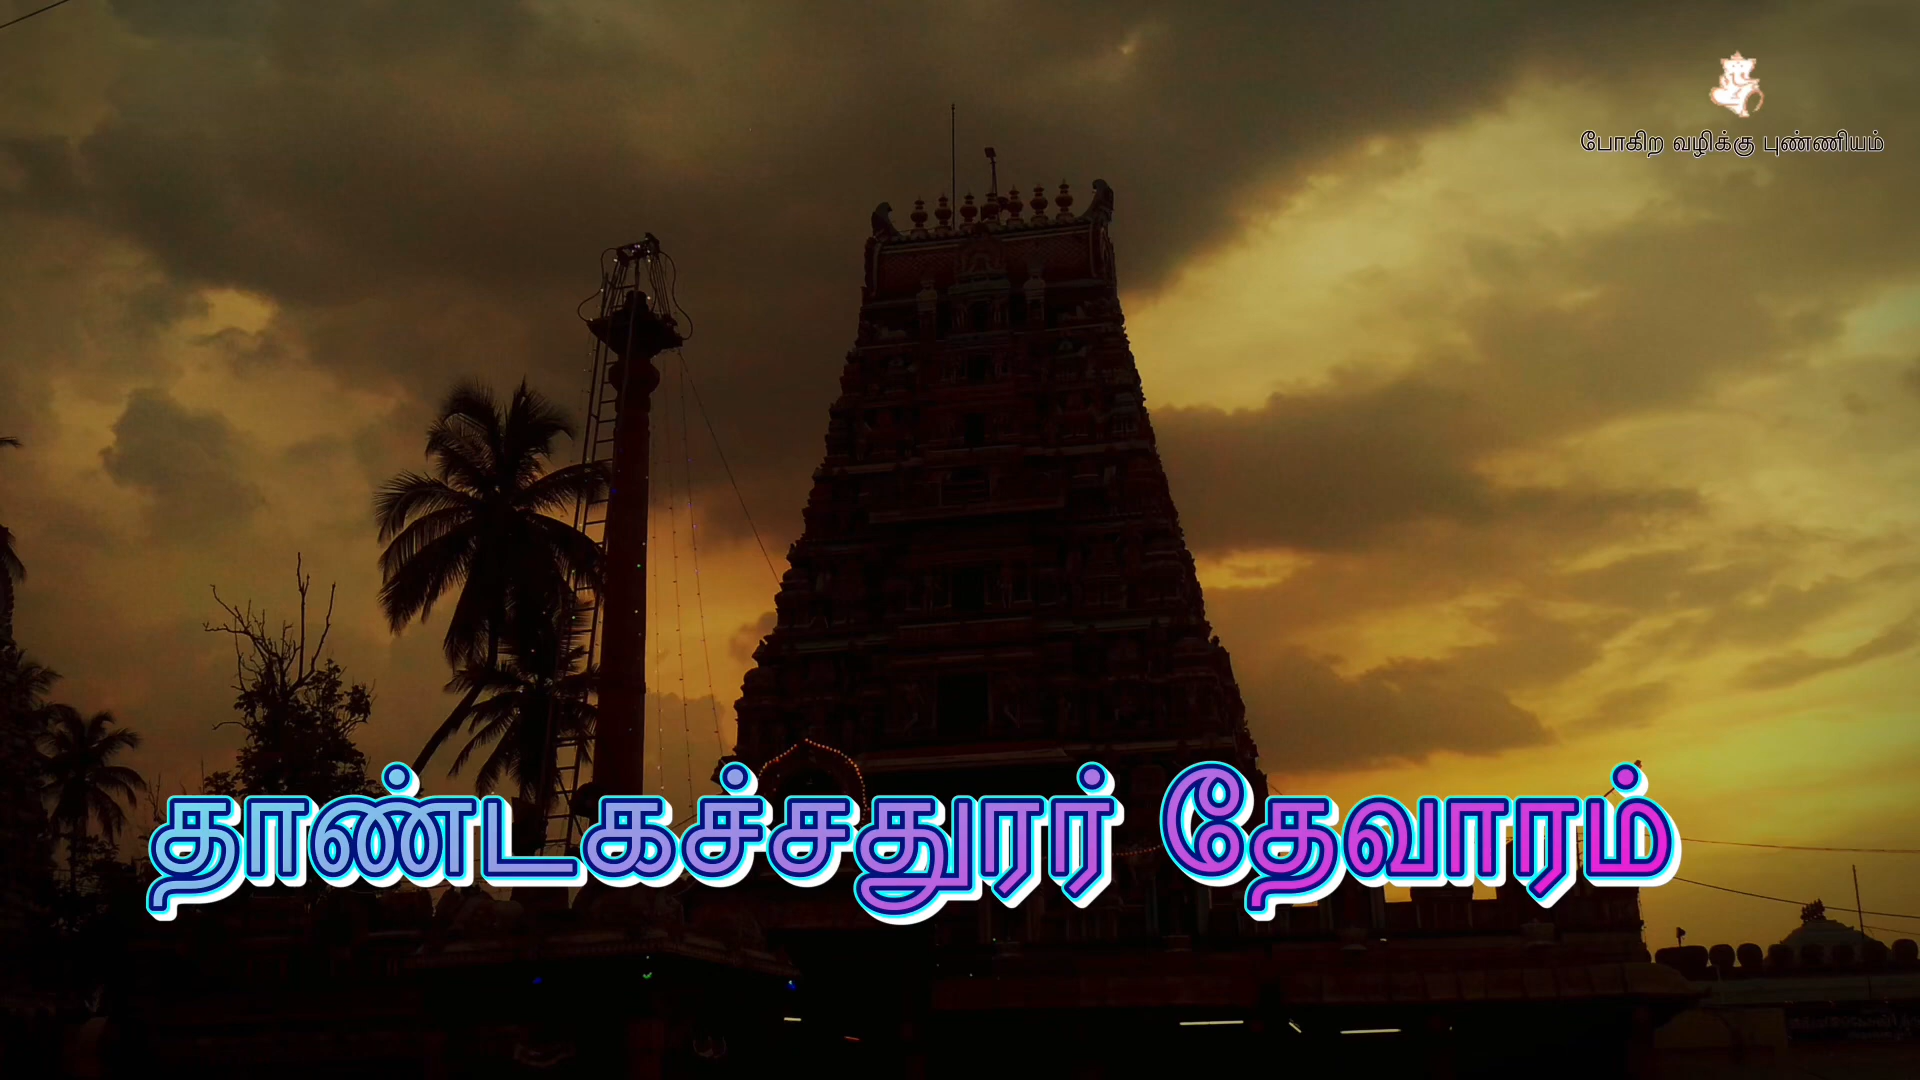 போகிற வழிக்கு புண்ணியம்
தாண்டகச்சதுரர் தேவாரம்